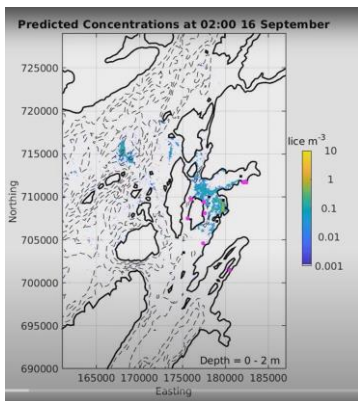 Predicted Concentrations at 02:00 16 September
725000
720000
715000
710000
705000
700000
695000
690000
Northing
165000 170000 175000 180000 185000
Easting
Depth = 0 - 2 m
lice m-3
10
1
0.1
0.01
0.001